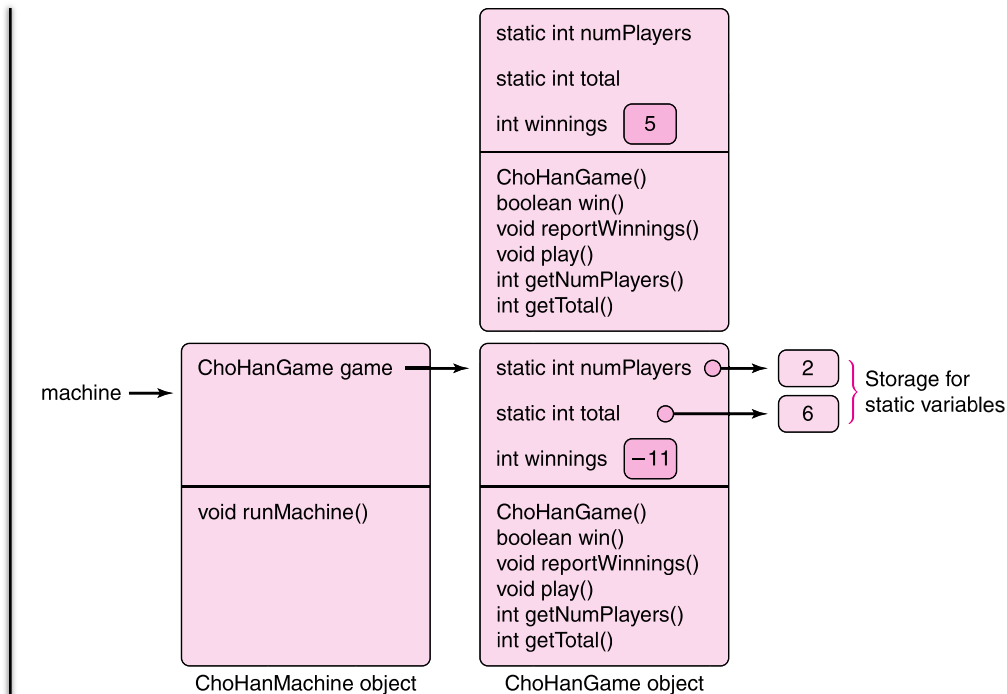 static int numPlayers
static int total
int winnings 5
ChoHanGame()
boolean win()
void reportWinnings()
void play()
int getNumPlayers()
int getTotal()
machine
ChoHanGame game
void runMachine()
ChoHanMachine object
static int numPlayers
static int total
int winnings −11
ChoHanGame()
boolean win()
void reportWinnings()
void play()
int getNumPlayers()
int getTotal()
ChoHanGame object
2
6
Storage for
static variables